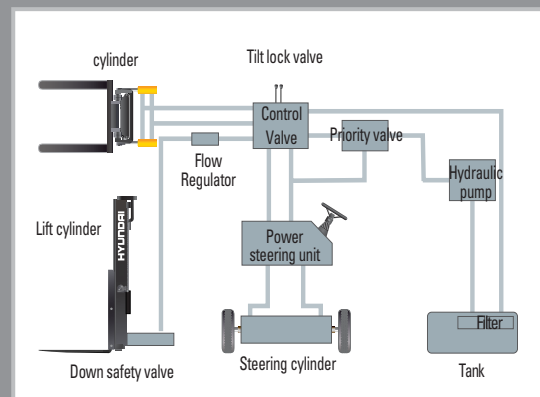 cylinder
Tilt lock valve
Control
Valve
Priority valve
Flow
Regulator
Hydraulic
pump
Lift cylinder
HYUNDAI
Power
steering unit
Filter
Down safety valve
Steering cylinder
Tank